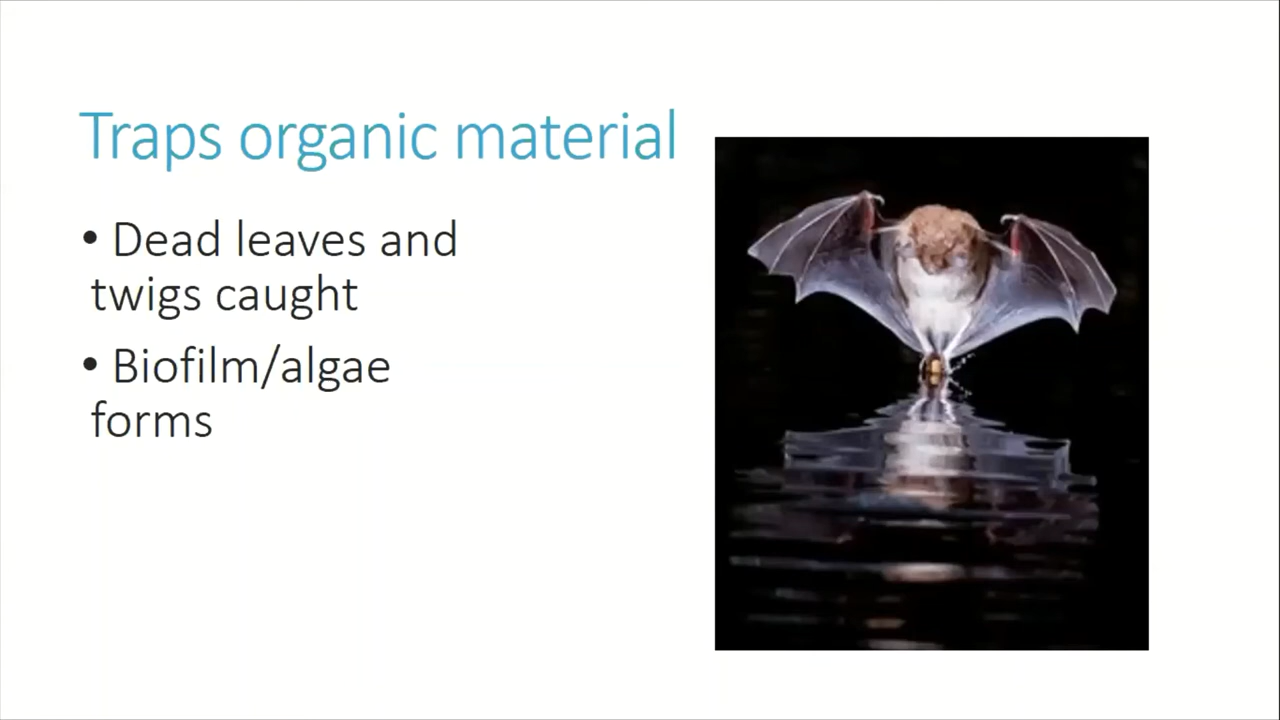 Traps organic material
• Dead leaves and
twigs caught
• Biofilm/algae
forms